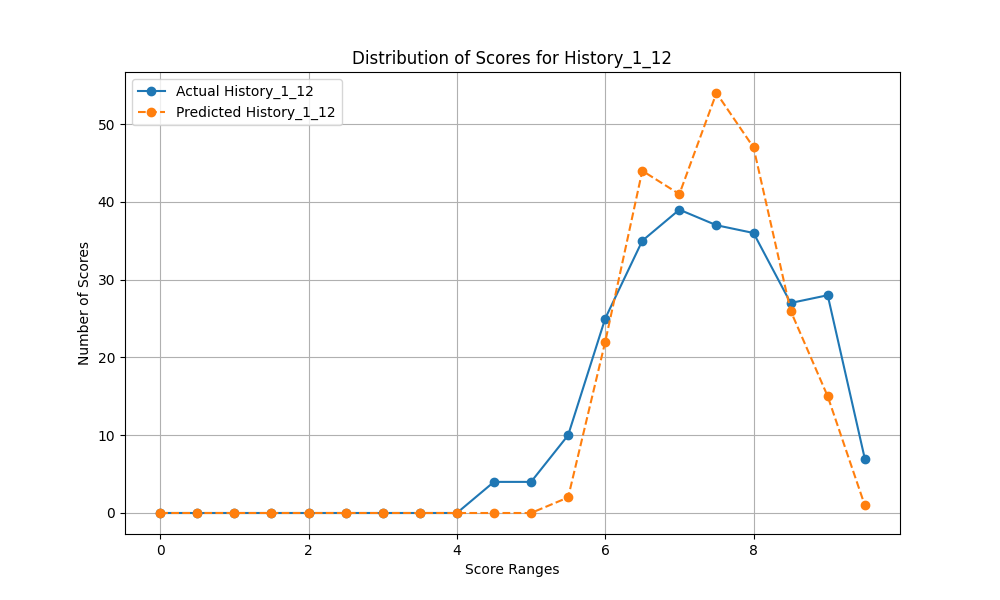 Distribution of Scores for History_1_12
Actual History_1_12
Predicted History_1_12
Number of Scores
50
40
30
20
10
0
0 2 4 6 8
Score Ranges